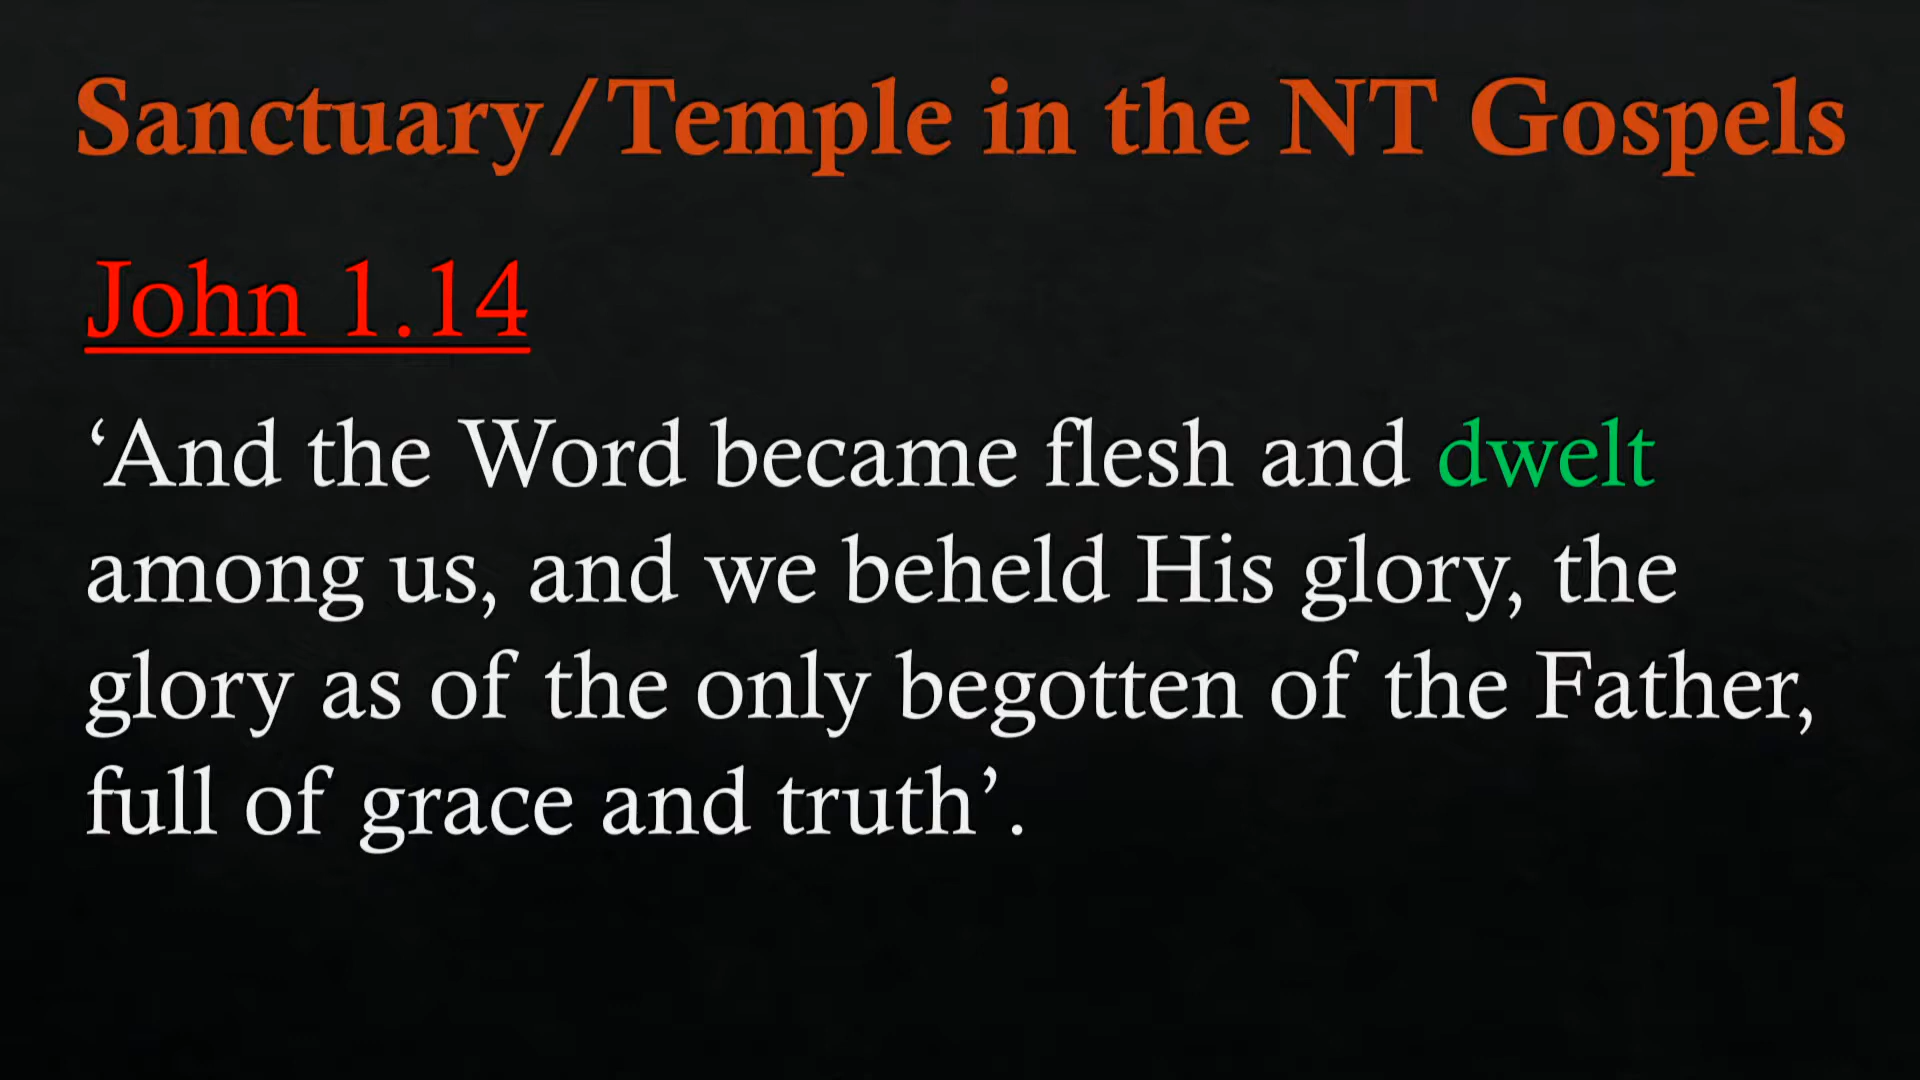 Sanctuary/Temple in the NT Gospels
John 1.14
‘And the Word became flesh and dwelt
among us, and we beheld His glory, the
glory as of the only begotten of the Father,
full of grace and truth’.